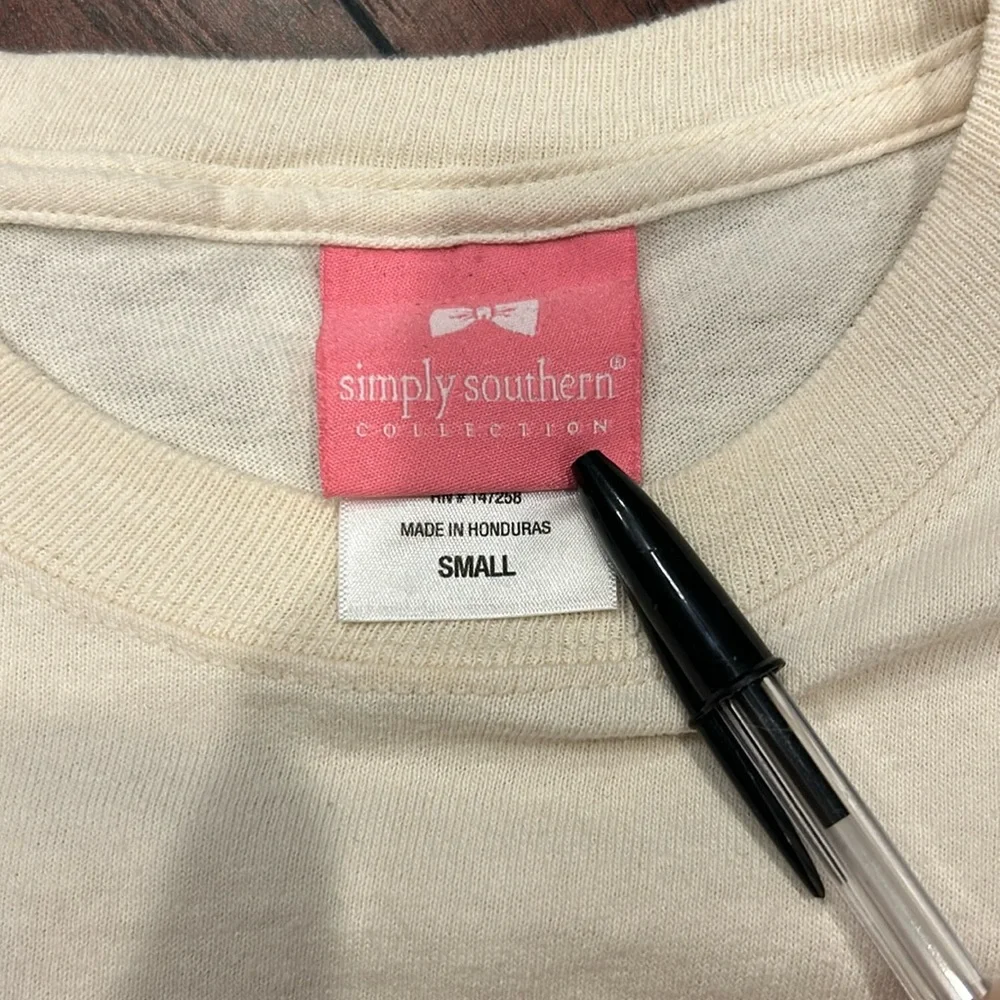 simply southern®
COLLECTION
RN# 147258
MADE IN HONDURAS
SMALL